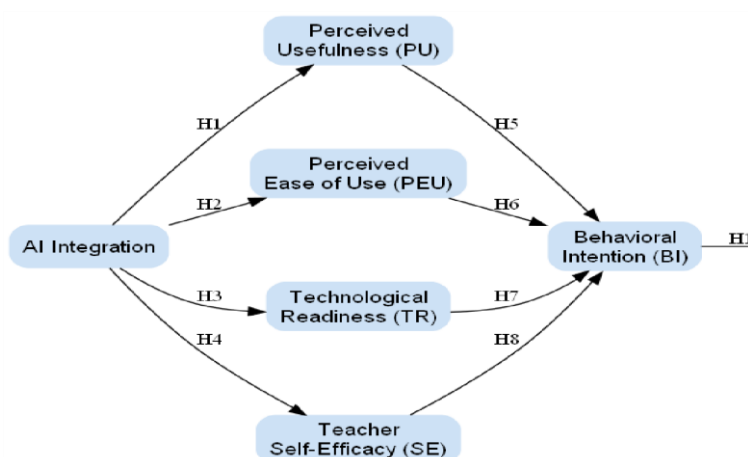 Perceived
Usefulness (PU)
H1
H5
Perceived
Ease of Use (PEU)
H2
H6
AI Integration
Behavioral
Intention (BI)
H3
Technological
Readiness (TR)
H7
H4
H8
Teacher
Self-Efficacy (SE)